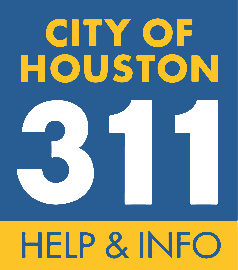 CITY OF
HOUSTON
311
HELP & INFO